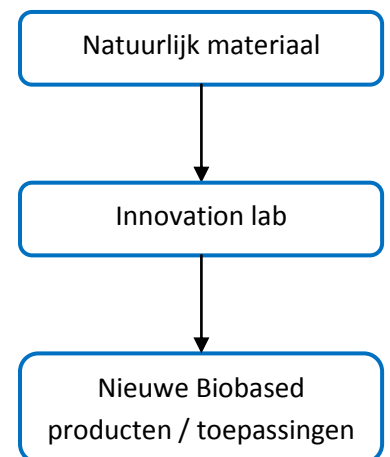 Natuurlijk materiaal
Innovation lab
Nieuwe Biobased
producten / toepassingen